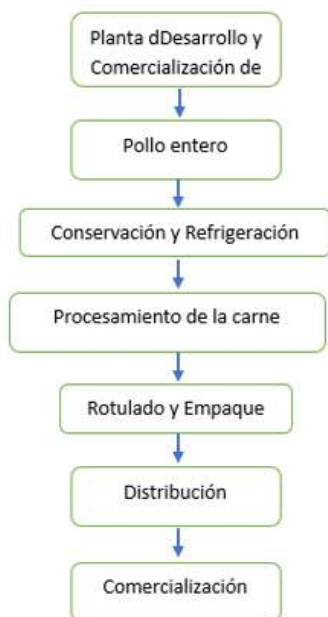 Planta dDesarrollo y
Comercialización de
Pollo entero
Conservación y Refrigeración
Procesamiento de la carne
Rotulado y Empaque
Distribución
Comercialización